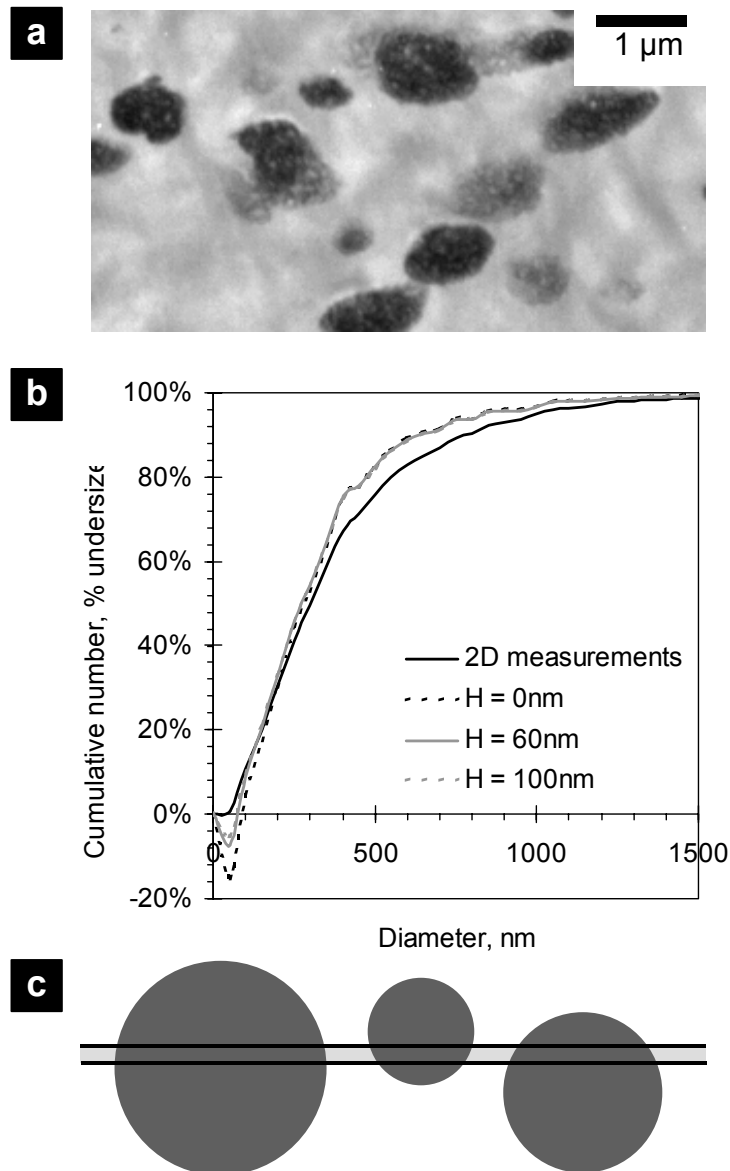 a
1 µm
b
100%
80%
60%
40%
20%
0%
-20%
Cumulative number, % undersize
2D measurements
H = 0nm
H = 60nm
H = 100nm
0
500
1000
1500
Diameter, nm
c